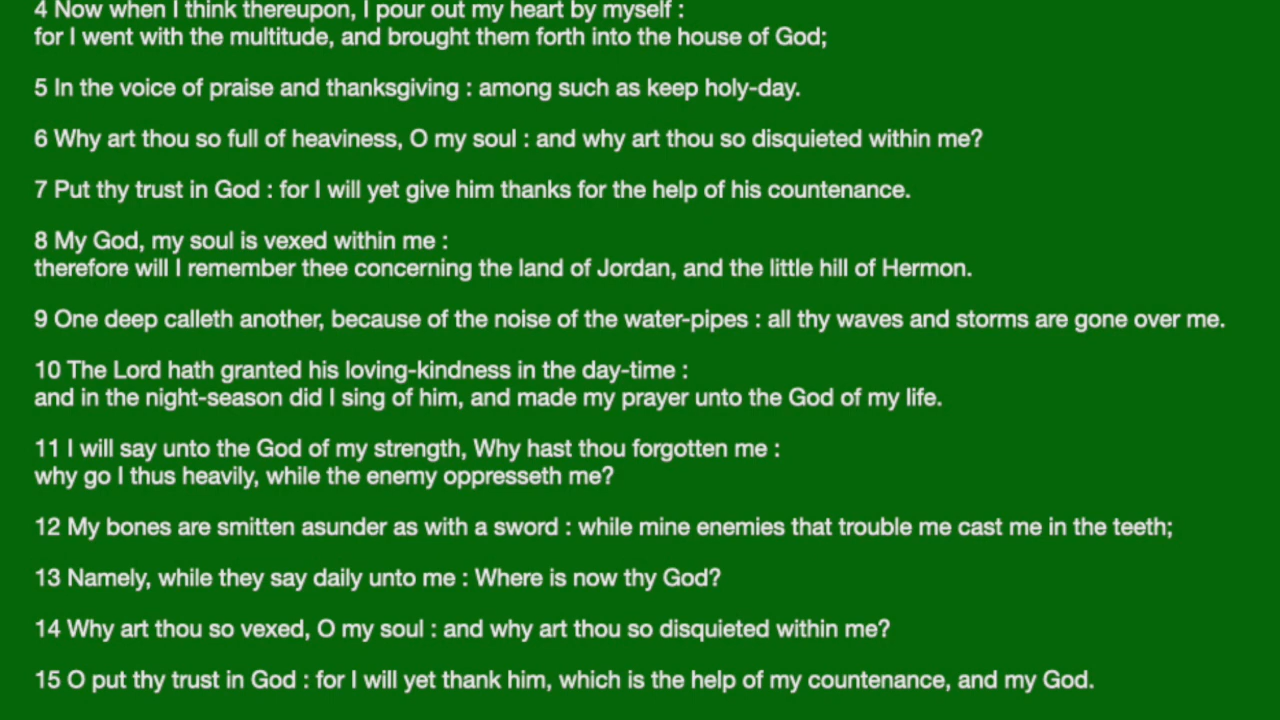 4 Now when I think thereupon, I pour out my heart by myself :
for I went with the multitude, and brought them forth into the house of God;
5 In the voice of praise and thanksgiving : among such as keep holy-day.
6 Why art thou so full of heaviness, O my soul : and why art thou so disquieted within me?
7 Put thy trust in God : for I will yet give him thanks for the help of his countenance.
8 My God, my soul is vexed within me :
therefore will I remember thee concerning the land of Jordan, and the little hill of Hermon.
9 One deep calleth another, because of the noise of the water-pipes : all thy waves and storms are gone over me.
10 The Lord hath granted his loving-kindness in the day-time :
and in the night-season did I sing of him, and made my prayer unto the God of my life.
11 I will say unto the God of my strength, Why hast thou forgotten me :
why go I thus heavily, while the enemy oppresseth me?
12 My bones are smitten asunder as with a sword : while mine enemies that trouble me cast me in the teeth;
13 Namely, while they say daily unto me : Where is now thy God?
14 Why art thou so vexed, O my soul : and why art thou so disquieted within me?
15 O put thy trust in God : for I will yet thank him, which is the help of my countenance, and my God.